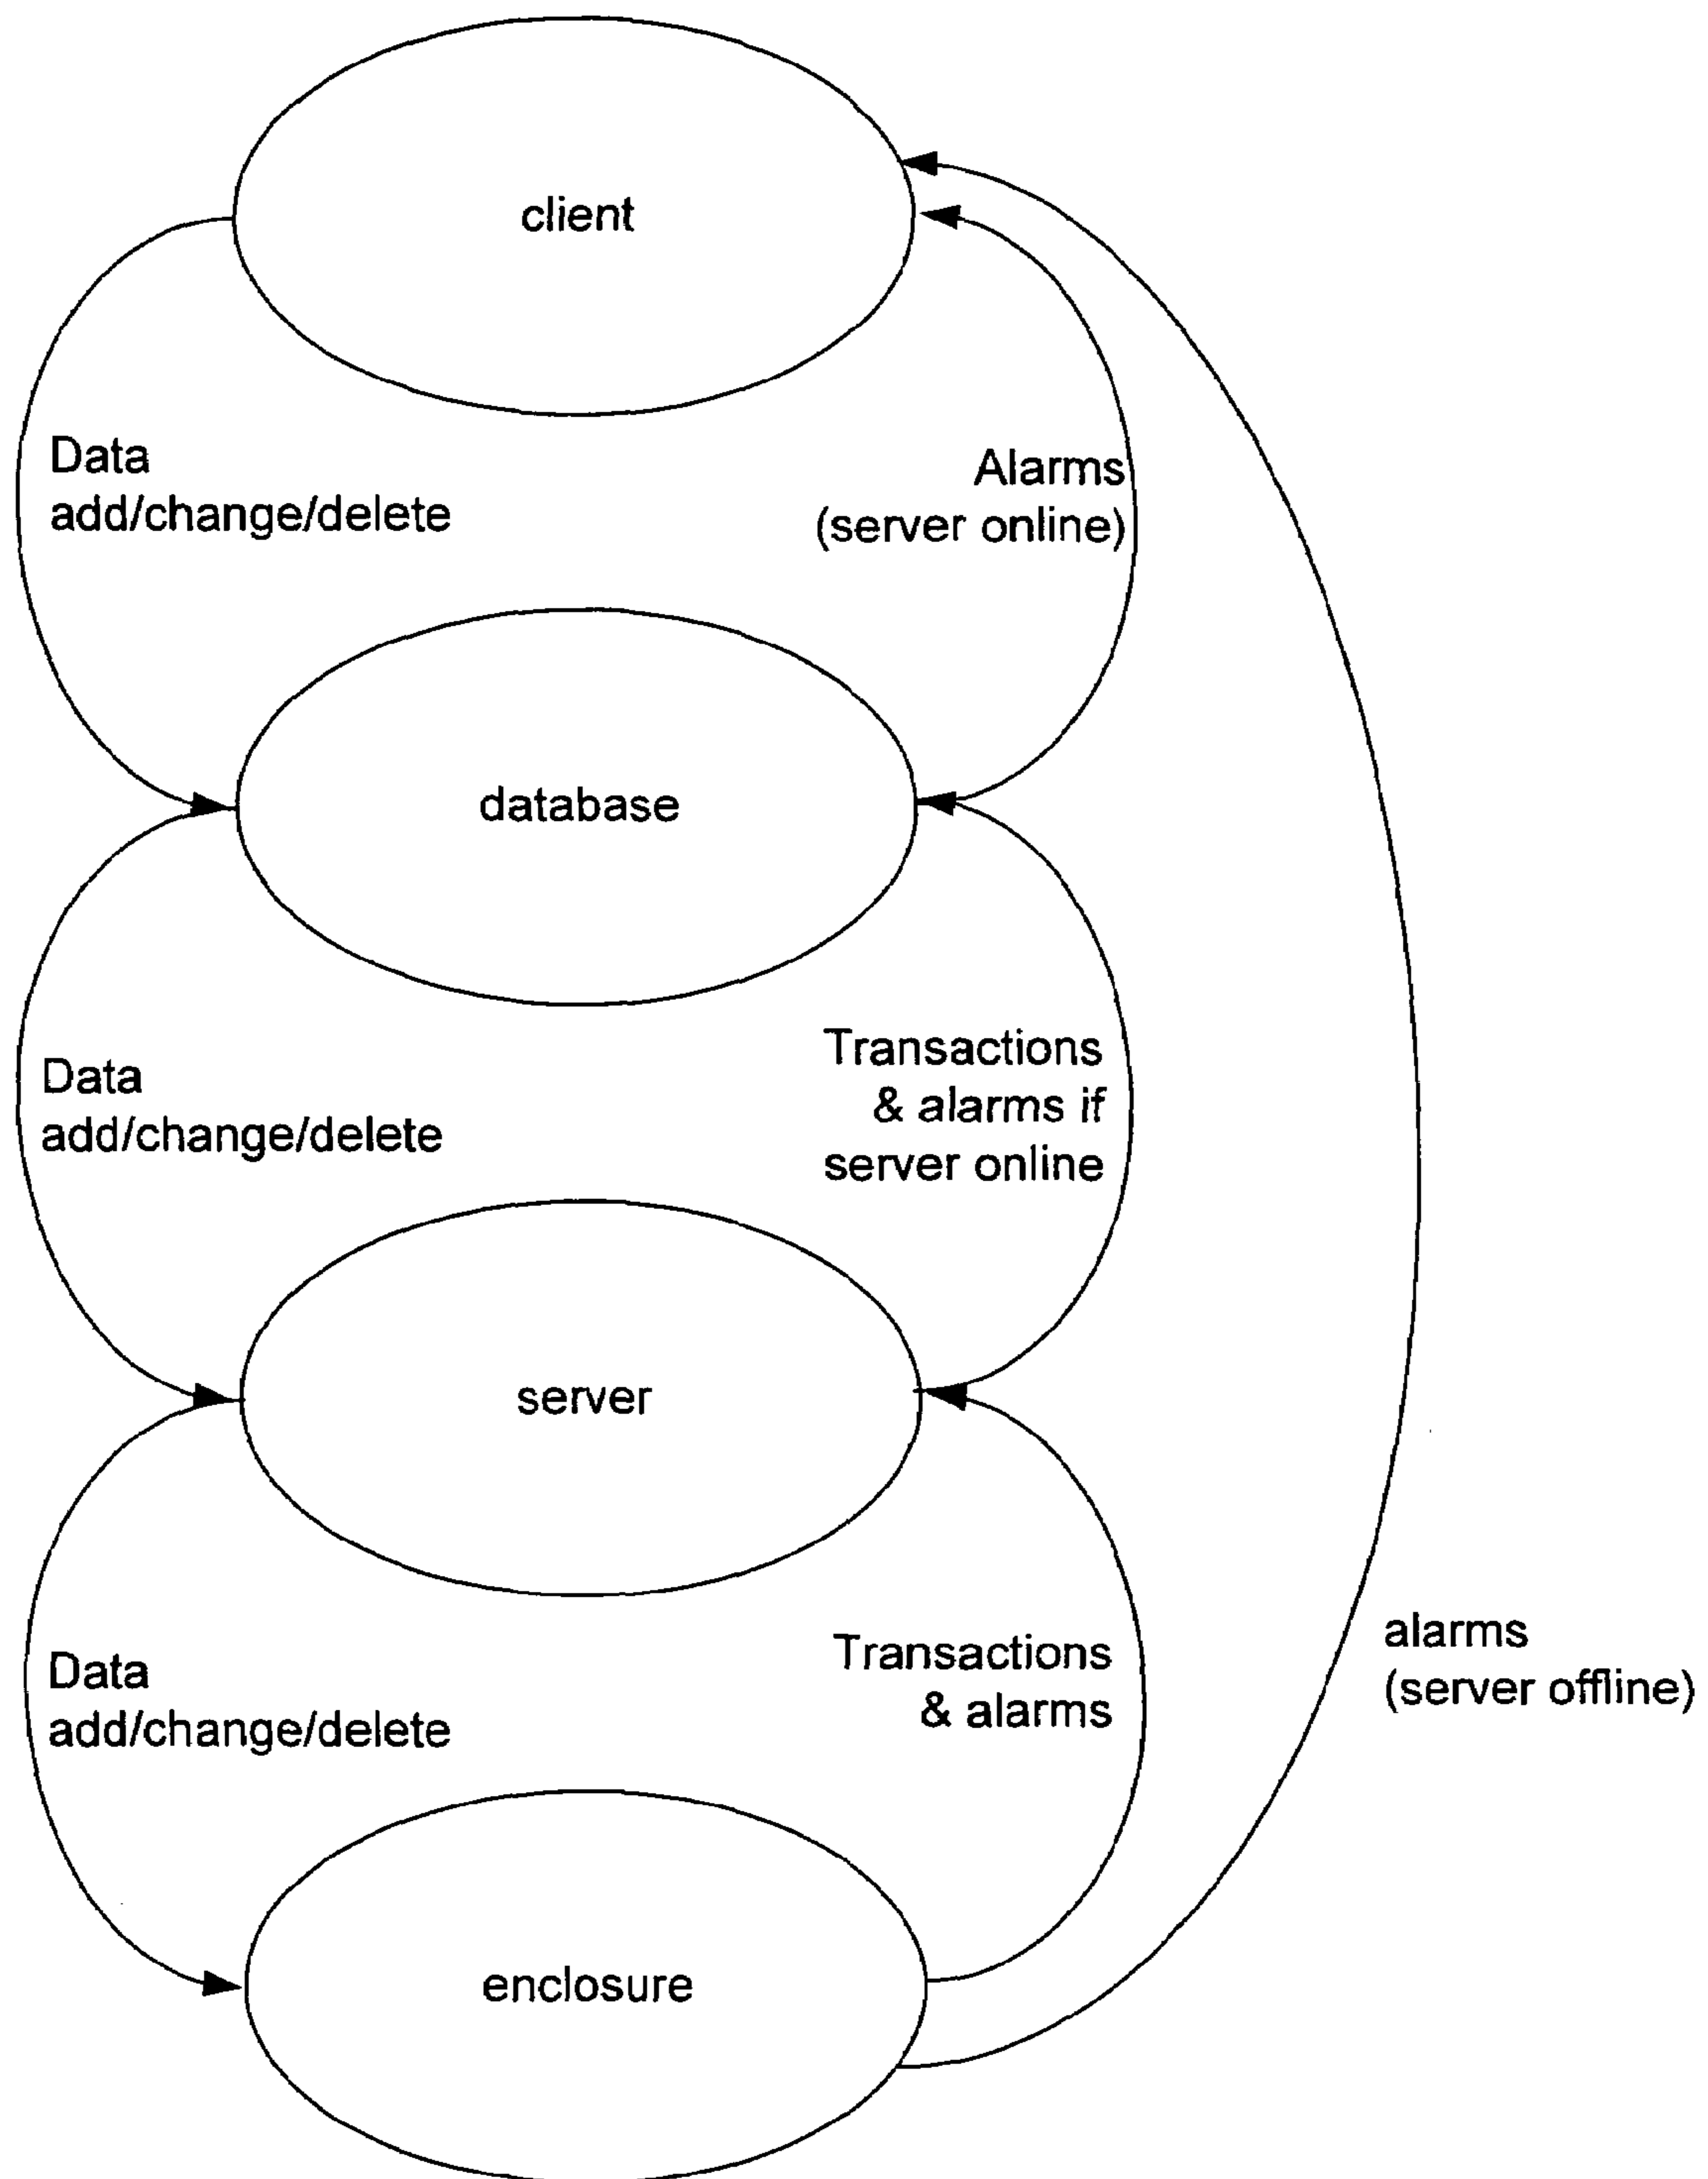 client
Data
add/change/delete
Alarms
(server online)
database
Data
add/change/delete
Transactions
& alarms if
server online
server
Data
add/change/delete
Transactions
& alarms
alarms
(server offline)
enclosure